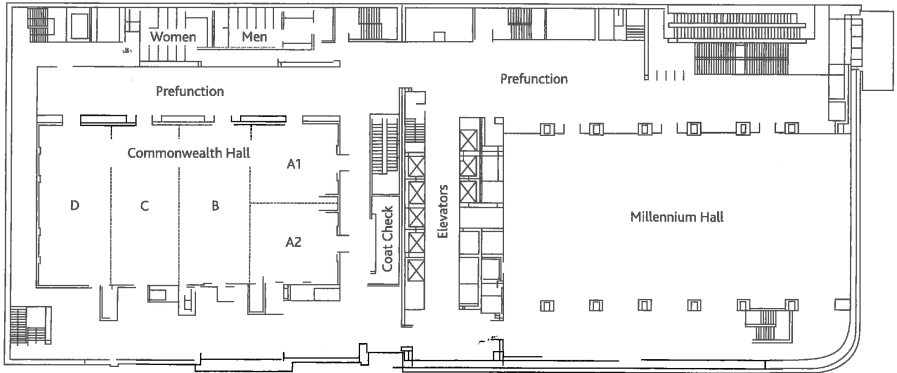 Women
Men
Prefunction
Prefunction
Commonwealth Hall
A1
D
C
B
A2
Coat Check
Elevators
Millennium Hall